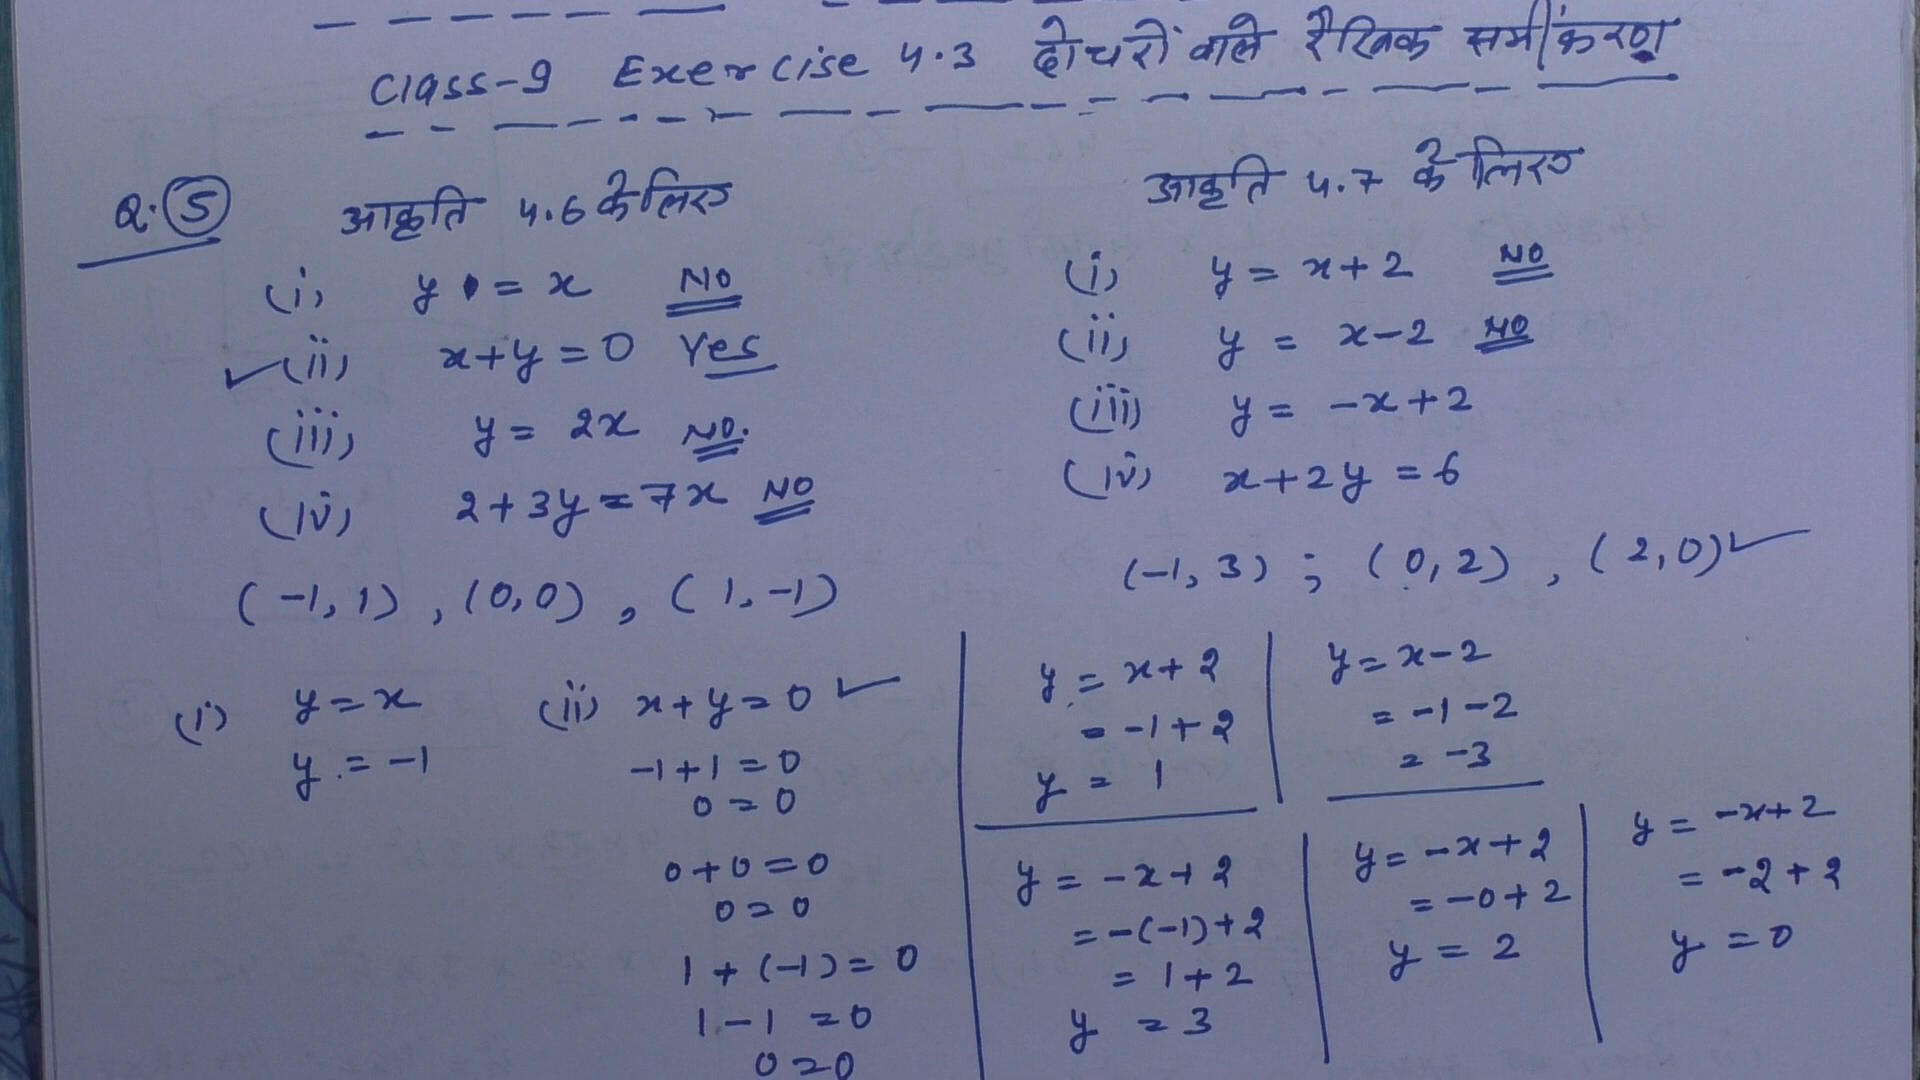 Class-9 Exercise 4.3 दो चरों वाले रैखिक समीकरण
Q.5
आकृति 4.6 के लिए
(i) y = x NO
(ii) x+y=0 Yes
(iii) y = 2x NO.
(iv) 2+3y=7x NO
(-1, 1), (0,0), (1,-1)
(i) y=x
y=-1
(ii) x+y=0
-1+1=0
0=0
0+0=0
0=0
1+(-1)=0
1-1=0
0=0
आकृति 4.7 के लिए
(i) y = x+2 NO
(ii) y = x-2 NO
(iii) y = -x+2
(iv) x+2y=6
(-1, 3); (0,2), (2,0)
y = x+2
= -1+2
y = 1
y=x-2
= -1-2
= -3
y = -x+2
= -(-1)+2
= 1+2
y = 3
y=-x+2
= -0+2
y = 2
y = -x+2
= -2+2
y = 0